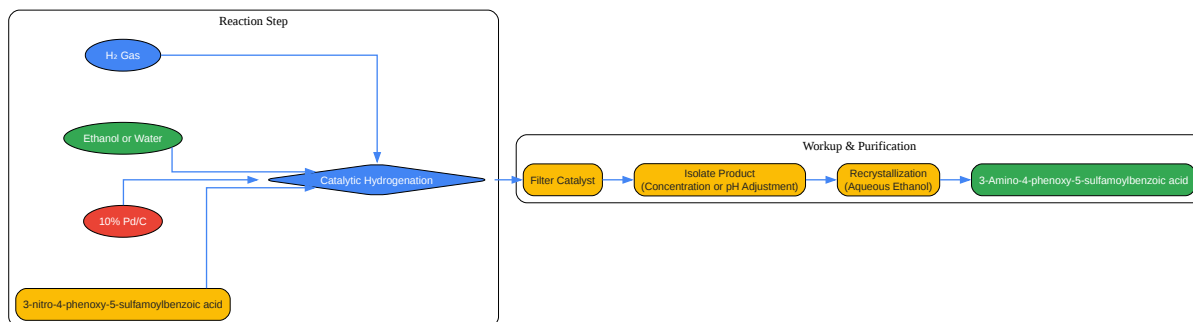 Reaction Step
H₂ Gas
Ethanol or Water
Catalytic Hydrogenation
10% Pd/C
3-nitro-4-phenoxy-5-sulfamoylbenzoic acid
Workup & Purification
Filter Catalyst
Isolate Product
(Concentration or pH Adjustment)
Recrystallization
(Aqueous Ethanol)
3-Amino-4-phenoxy-5-sulfamoylbenzoic acid